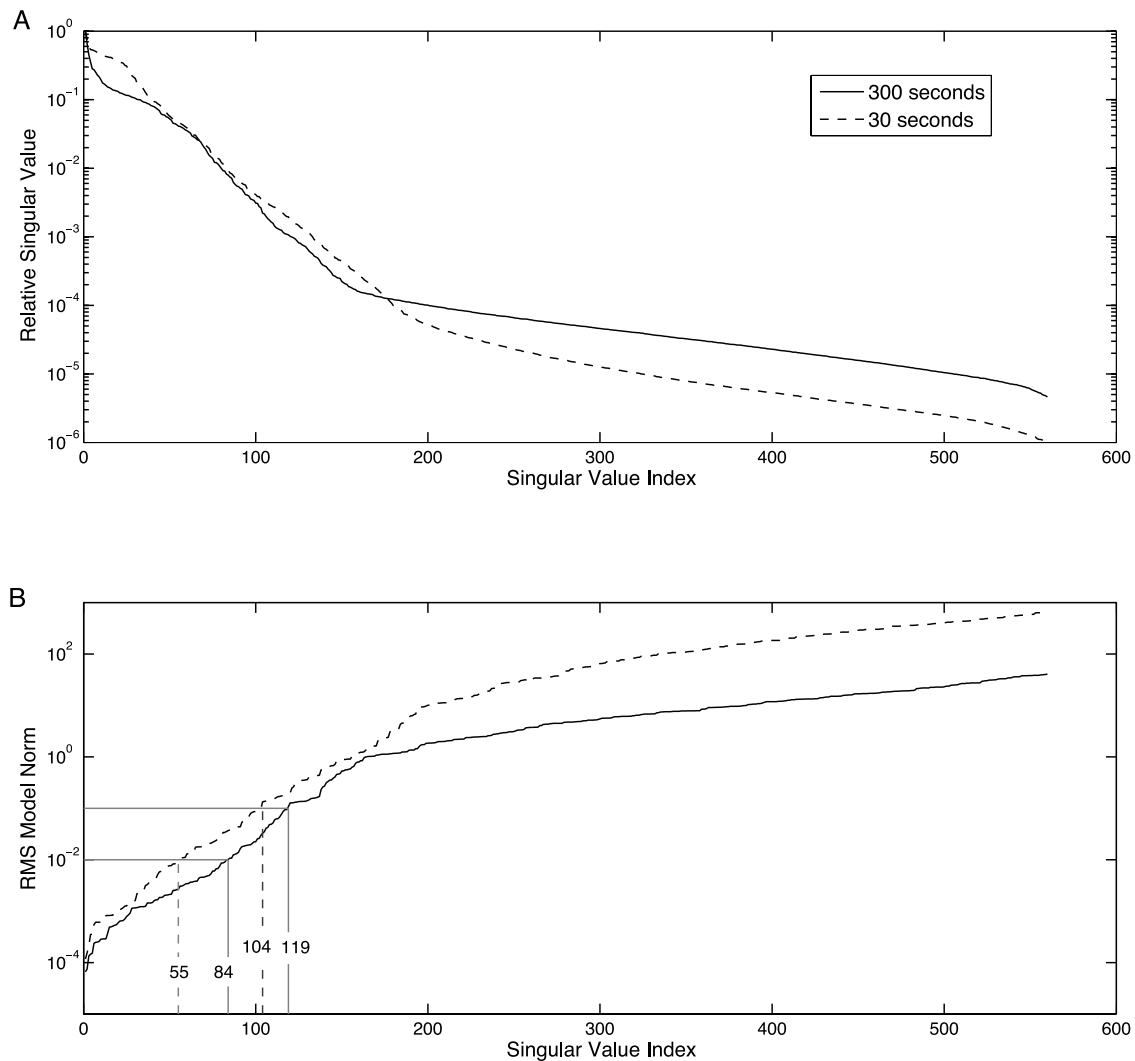 A
10^0
10^-1
10^-2
10^-3
10^-4
10^-5
10^-6
Relative Singular Value
300 seconds
30 seconds
0 100 200 300 400 500 600
Singular Value Index
B
10^2
10^0
10^-2
10^-4
RMS Model Norm
104 119
55 84
0 100 200 300 400 500 600
Singular Value Index